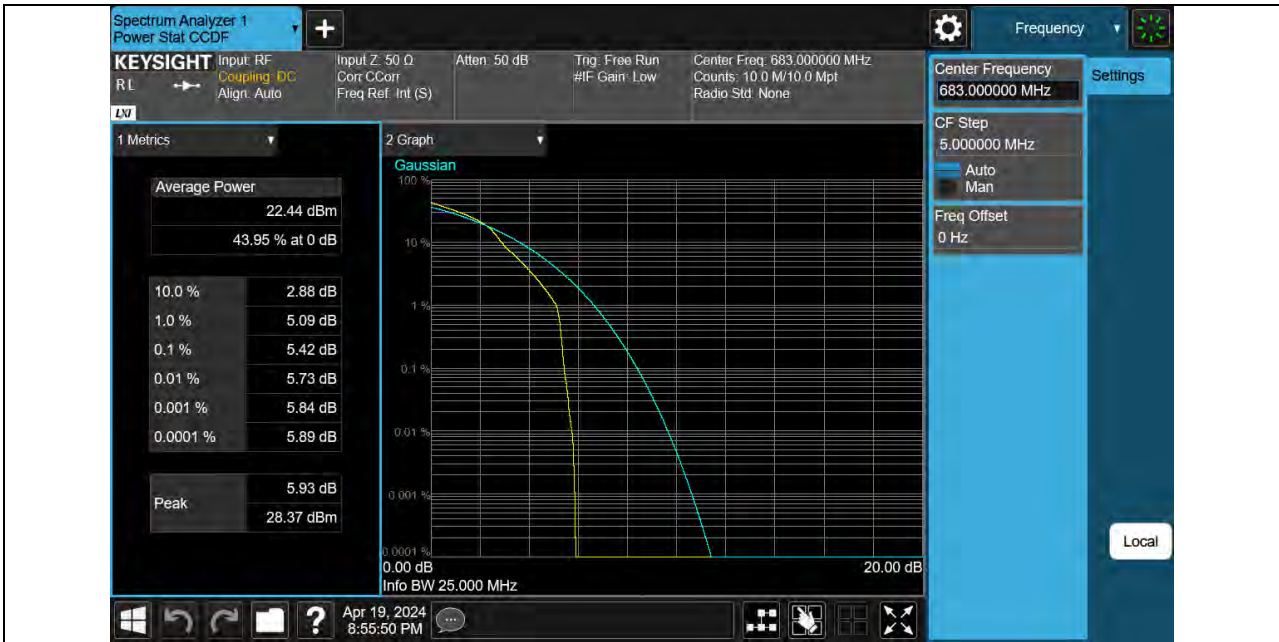 Spectrum Analyzer 1
Power Stat CCDF
+
Frequency
KEYSIGHT
RL
LXI
Input: RF
Coupling: DC
Align: Auto
Input Z: 50 Ω
Corr CCorr
Freq Ref: Int (S)
Atten: 50 dB
Trig: Free Run
#IF Gain: Low
Center Freq: 683.000000 MHz
Counts: 10.0 M/10.0 Mpt
Radio Std: None
Center Frequency
683.000000 MHz
Settings
CF Step
5.000000 MHz
Auto
Man
Freq Offset
0 Hz
1 Metrics
Average Power
22.44 dBm
43.95 % at 0 dB
10.0 % 2.88 dB
1.0 % 5.09 dB
0.1 % 5.42 dB
0.01 % 5.73 dB
0.001 % 5.84 dB
0.0001 % 5.89 dB
Peak
5.93 dB
28.37 dBm
2 Graph
Gaussian
100 %
10 %
1 %
0.1 %
0.01 %
0.001 %
0.0001 %
0.00 dB 20.00 dB
Info BW 25.000 MHz
Local
?
Apr 19, 2024
8:55:50 PM